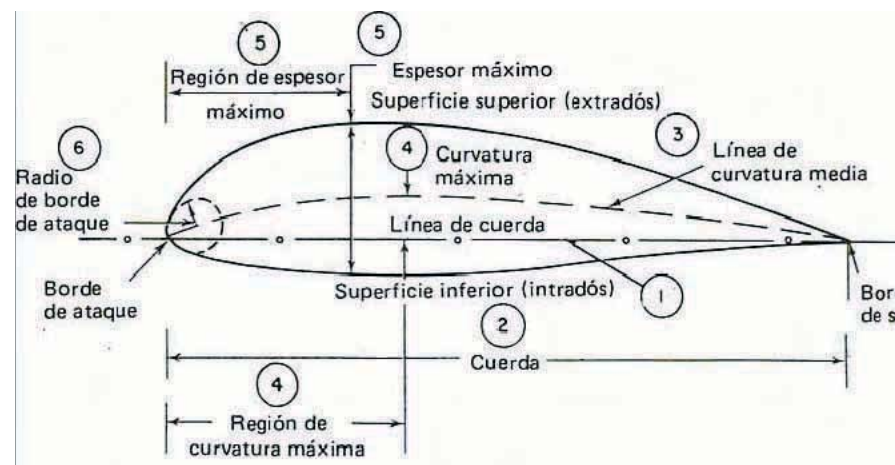 5
5
Región de espesor
máximo
Espesor máximo
Superficie superior (extradós)
3
6
4
Curvatura
máxima
Línea de
curvatura media
Radio
de borde
de ataque
Línea de cuerda
Borde
de ataque
Superficie inferior (intradós)
1
Bor
de s
2
Cuerda
4
Región de
curvatura máxima